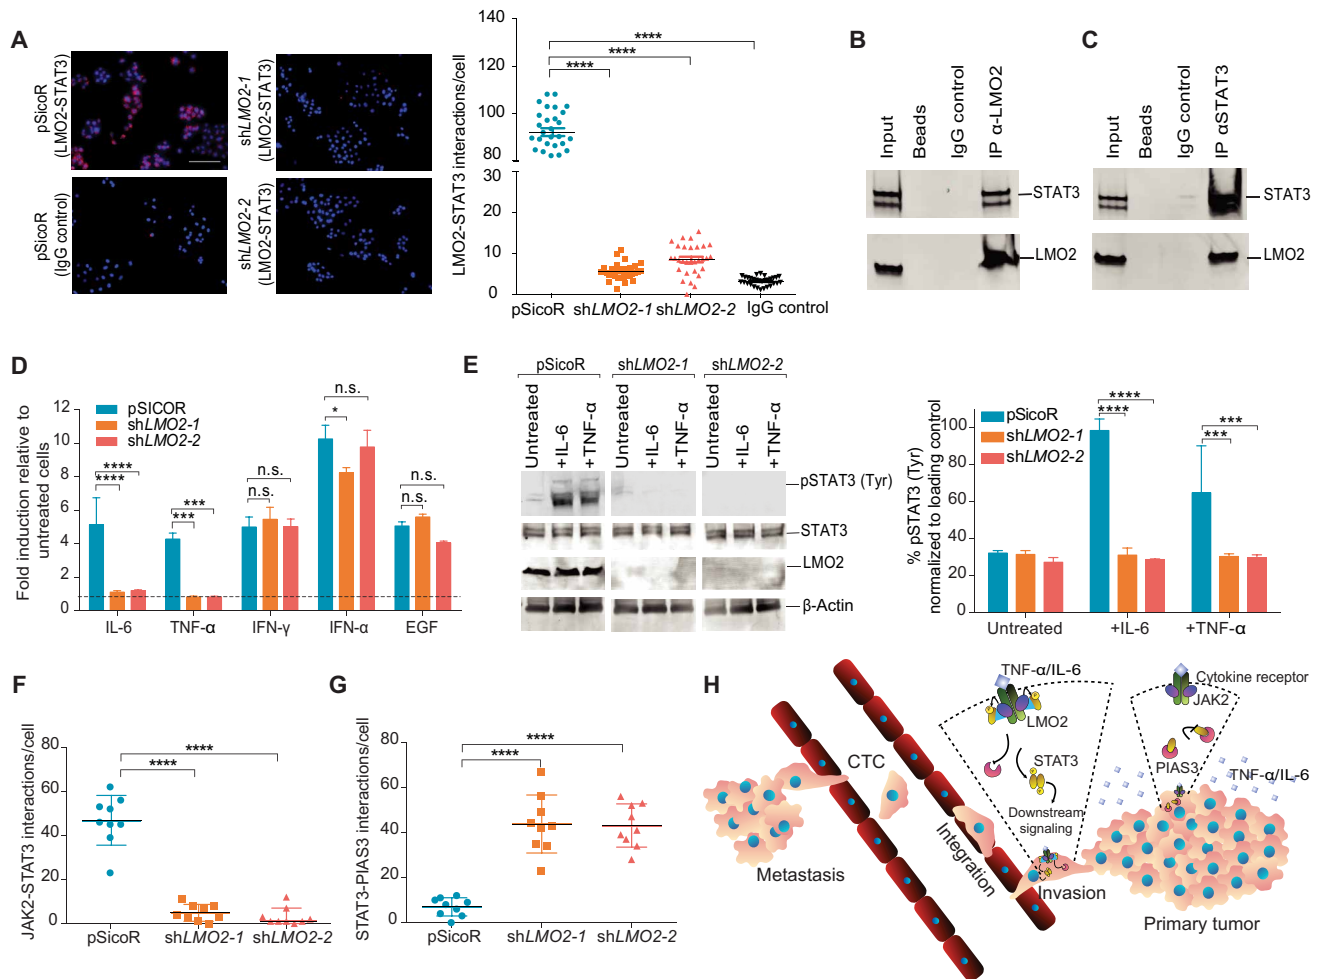 A
pSicoR
(LMO2-STAT3)
shLMO2-1
(LMO2-STAT3)
pSicoR
(IgG control)
shLMO2-2
(LMO2-STAT3)
LMO2-STAT3 interactions/cell
140
120
100
80
30
20
10
0
****
****
****
pSicoR
shLMO2-1
shLMO2-2
IgG control
B
Input
Beads
IgG control
IP α-LMO2
STAT3
LMO2
C
Input
Beads
IgG control
IP αSTAT3
STAT3
LMO2
D
Fold induction relative to
untreated cells
12
10
8
6
4
2
0
pSICOR
shLMO2-1
shLMO2-2
****
****
***
***
n.s.
n.s.
n.s.
*
n.s.
n.s.
IL-6
TNF-α
IFN-γ
IFN-α
EGF
E
pSicoR
shLMO2-1
shLMO2-2
Untreated
+IL-6
+TNF-α
Untreated
+IL-6
+TNF-α
Untreated
+IL-6
+TNF-α
pSTAT3 (Tyr)
STAT3
LMO2
β-Actin
% pSTAT3 (Tyr)
normalized to loading control
100
80
60
40
20
0
pSicoR
shLMO2-1
shLMO2-2
****
****
***
***
Untreated
+IL-6
+TNF-α
F
JAK2-STAT3 interactions/cell
80
60
40
20
0
****
****
pSicoR
shLMO2-1
shLMO2-2
G
STAT3-PIAS3 interactions/cell
80
60
40
20
0
****
****
pSicoR
shLMO2-1
shLMO2-2
H
TNF-α/IL-6
LMO2
STAT3
Downstream
signaling
Cytokine receptor
JAK2
PIAS3
TNF-α/IL-6
CTC
Metastasis
Integration
Invasion
Primary tumor